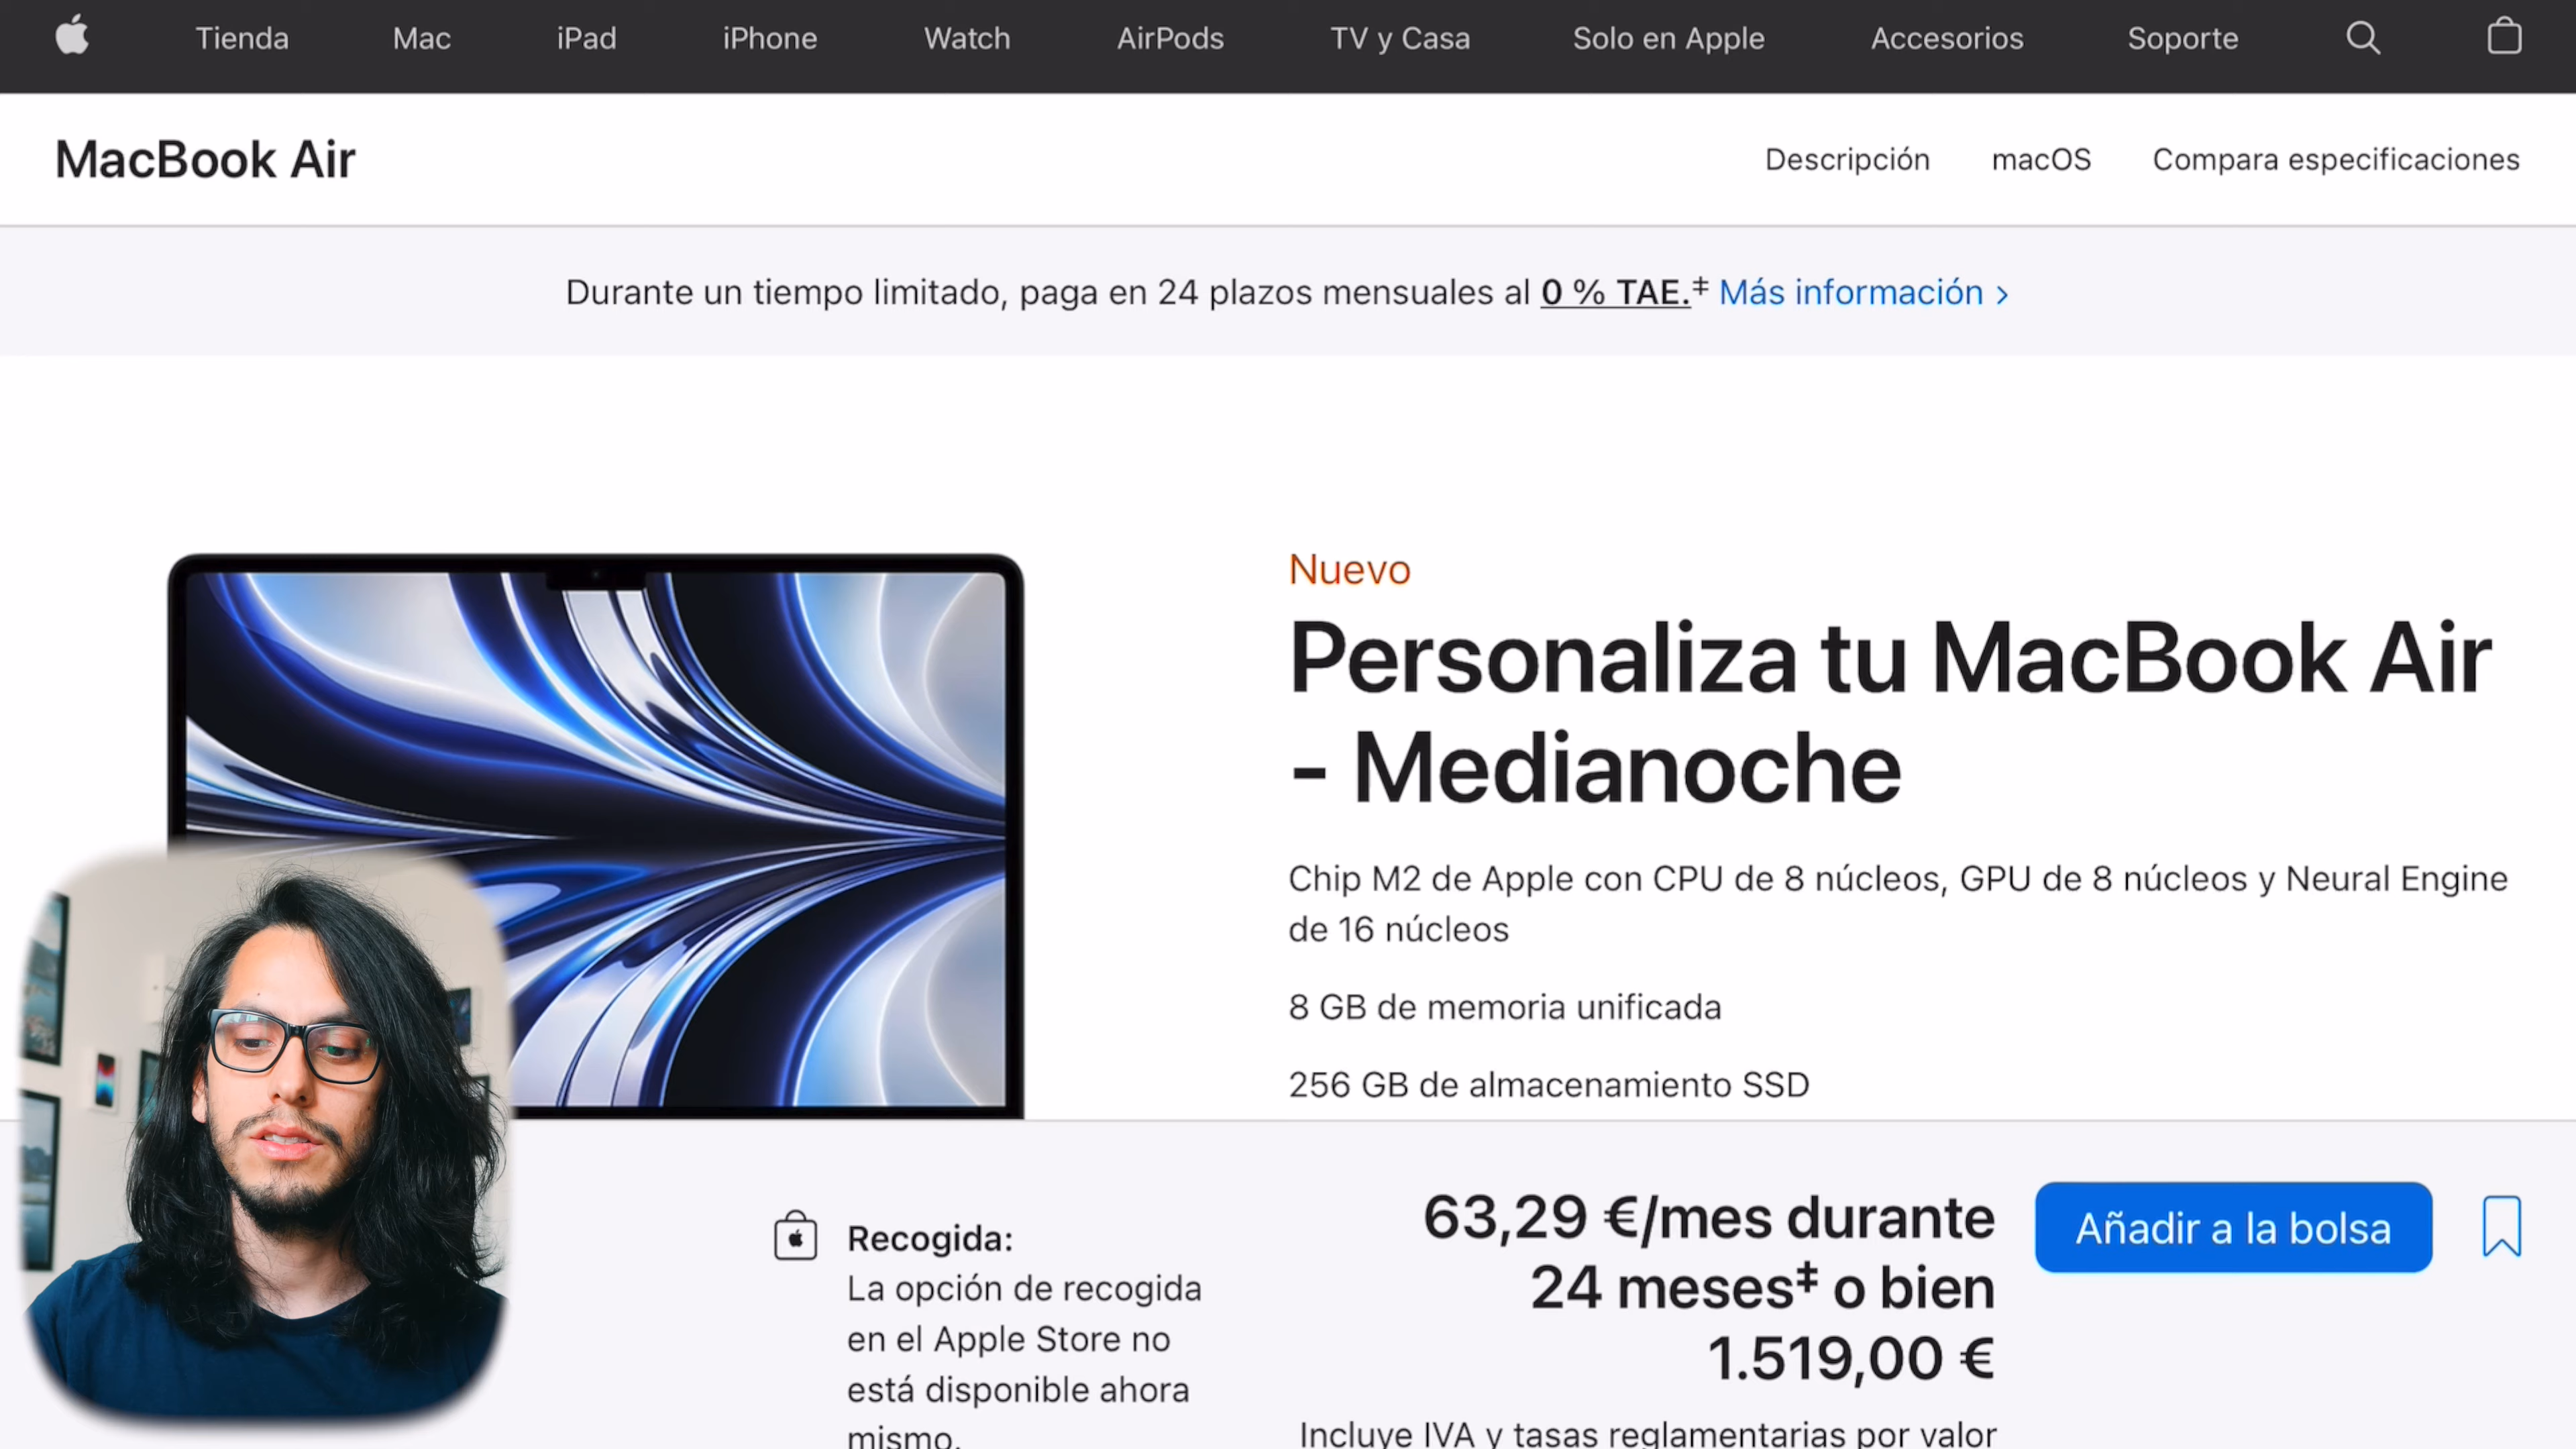 Tienda Mac iPad iPhone Watch AirPods TV y Casa Solo en Apple Accesorios Soporte
MacBook Air
Descripción macOS Compara especificaciones
Durante un tiempo limitado, paga en 24 plazos mensuales al 0 % TAE.‡ Más información >
Nuevo
Personaliza tu MacBook Air
- Medianoche
Chip M2 de Apple con CPU de 8 núcleos, GPU de 8 núcleos y Neural Engine
de 16 núcleos
8 GB de memoria unificada
256 GB de almacenamiento SSD
Recogida:
La opción de recogida
en el Apple Store no
está disponible ahora
mismo.
63,29 €/mes durante
24 meses‡ o bien
1.519,00 €
Incluye IVA y tasas reglamentarias por valor
Añadir a la bolsa